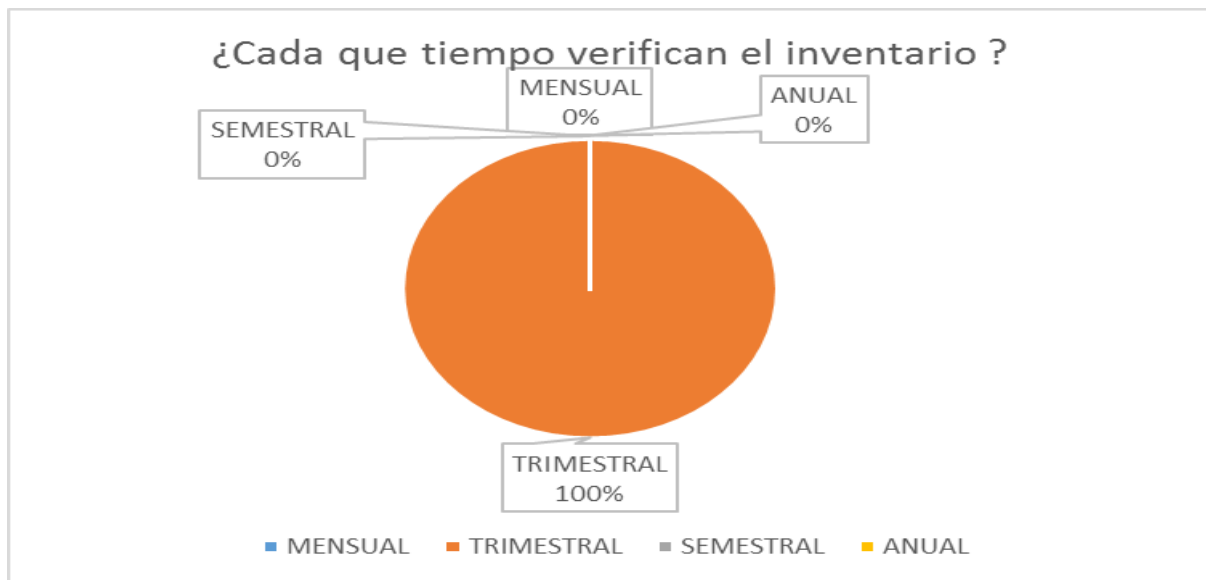 ¿Cada que tiempo verifican el inventario ?
MENSUAL
0%
ANUAL
0%
SEMESTRAL
0%
TRIMESTRAL
100%
MENSUAL TRIMESTRAL SEMESTRAL ANUAL